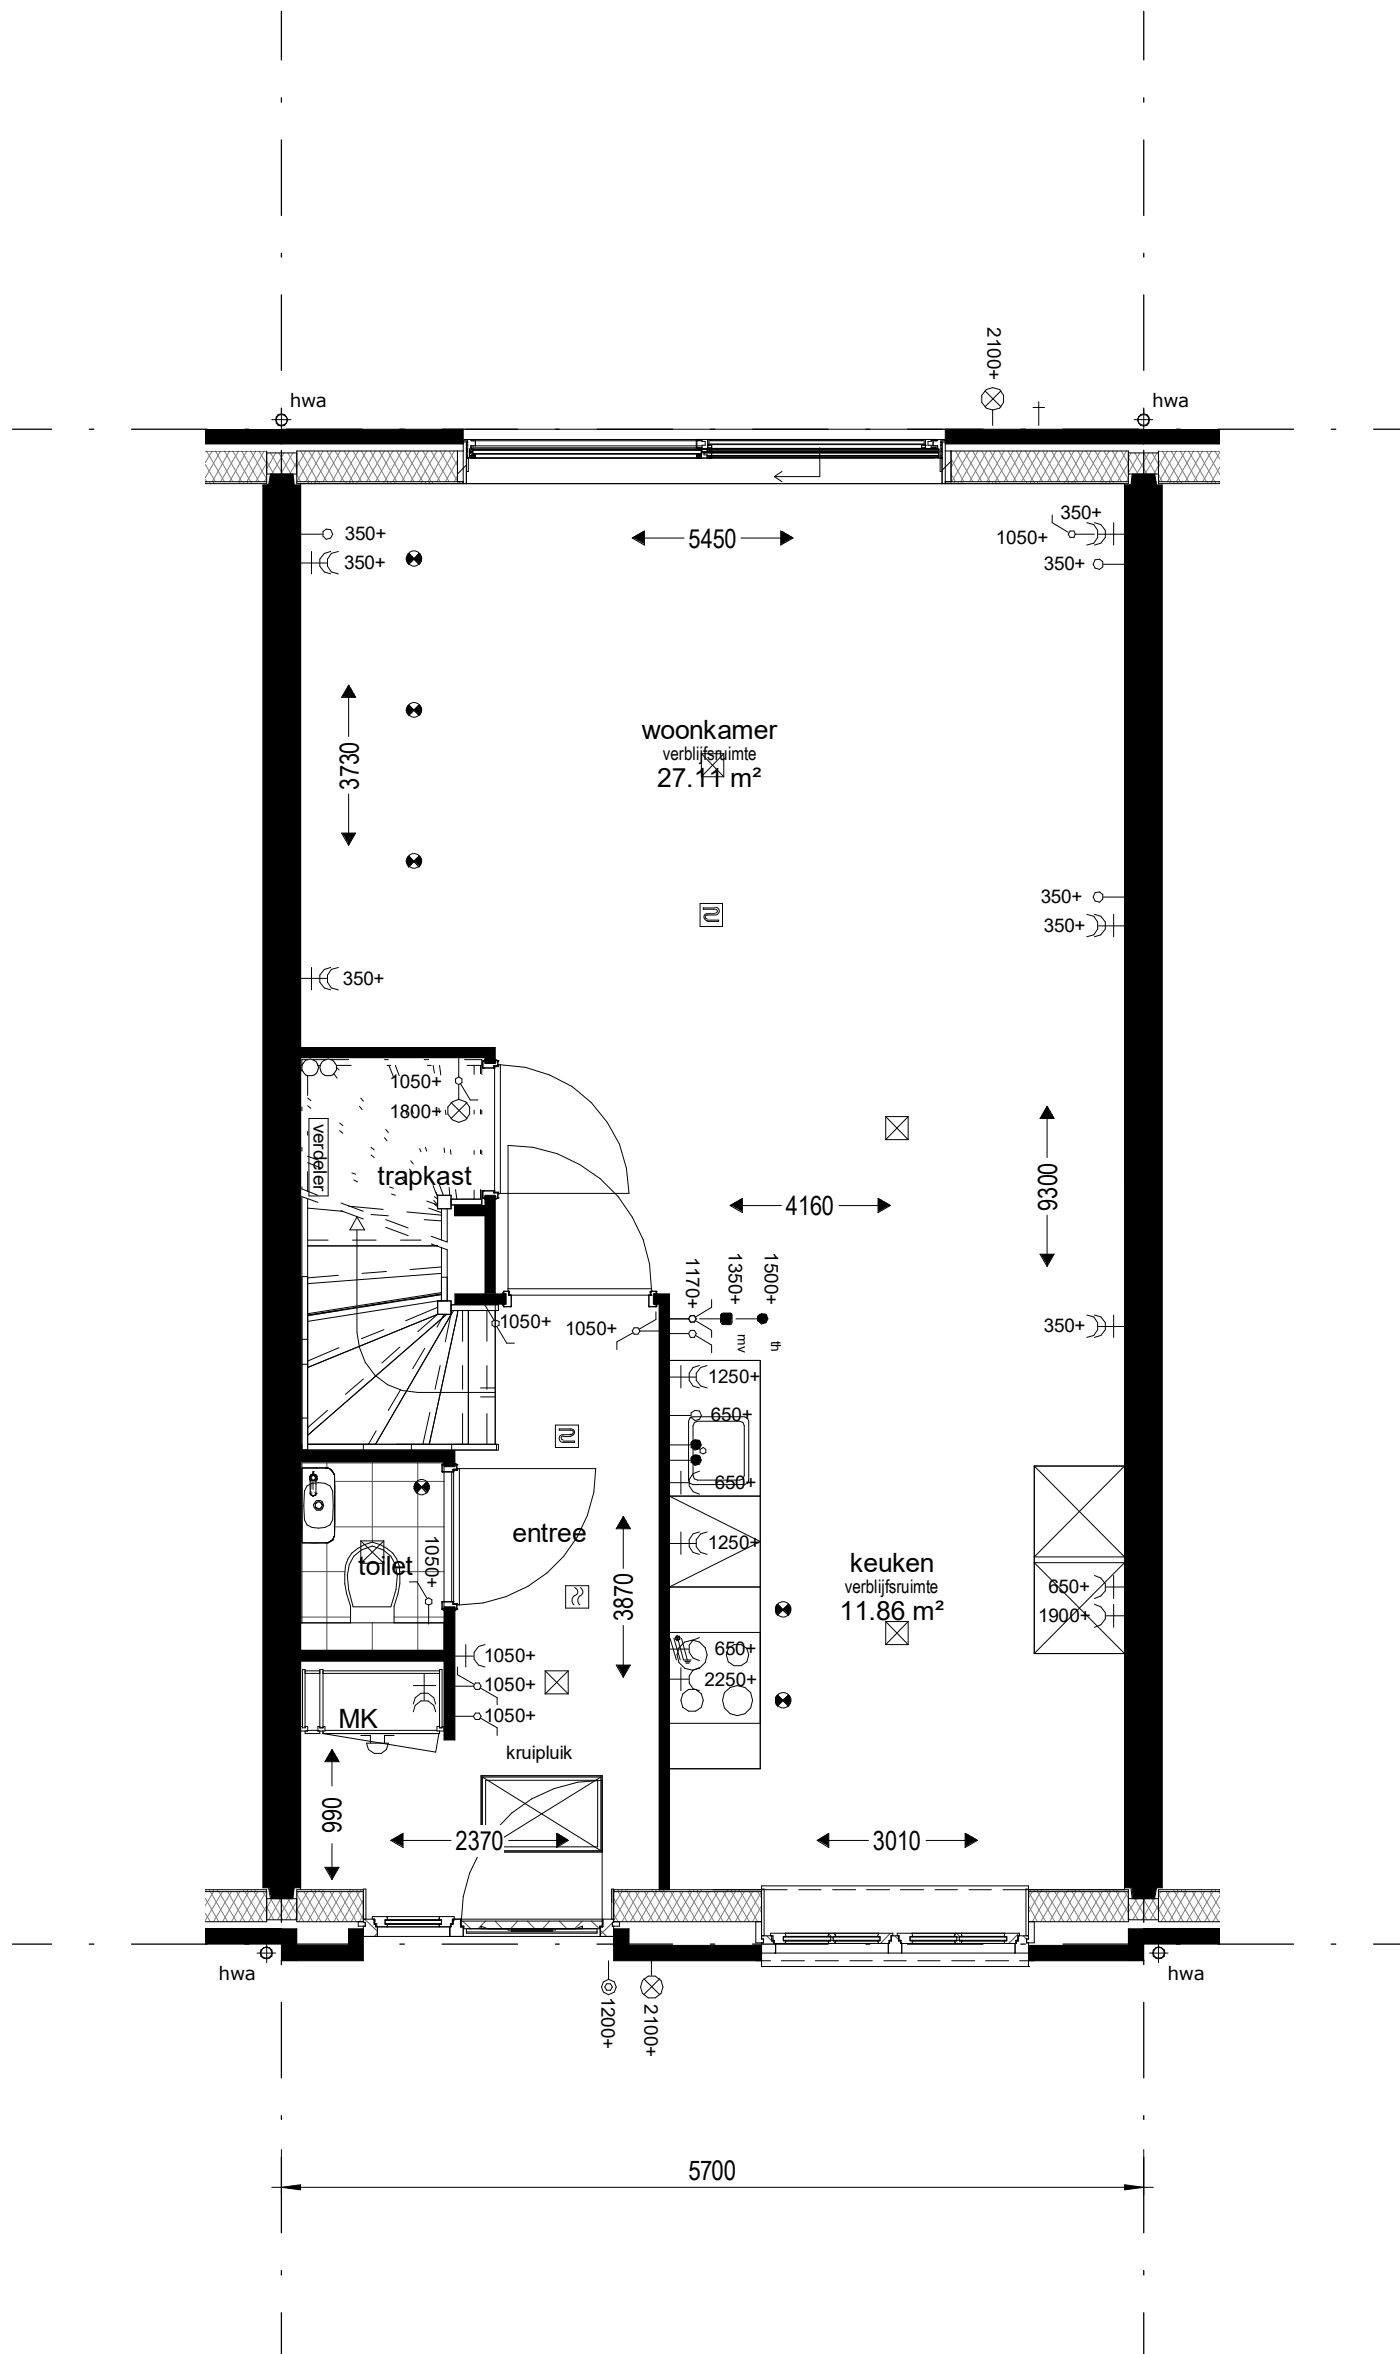 2100+
hwa
hwa
350+
350+
5450
350+
1050+
350+
3730
woonkamer
verblijfsruimte
27.11 m²
350+
350+
350+
1050+
1800+
verdeler
trapkast
9300
4160
1170+
1350+
1500+
1050+
1050+
mv
th
350+
1250+
650+
650+
entree
1250+
toilet
1050+
3870
keuken
verblijfsruimte
11.86 m²
650+
1900+
1050+
650+
1050+
2250+
1050+
MK
kruipluik
990
2370
3010
hwa
hwa
1200+
2100+
5700